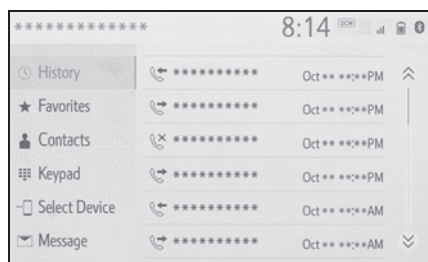 ************* 8:14 DCM
History
Favorites
Contacts
Keypad
Select Device
Message
********** Oct ** **:**PM
********** Oct ** **:**PM
********** Oct ** **:**PM
********** Oct ** **:**PM
********** Oct ** **:**AM
********** Oct ** **:**AM